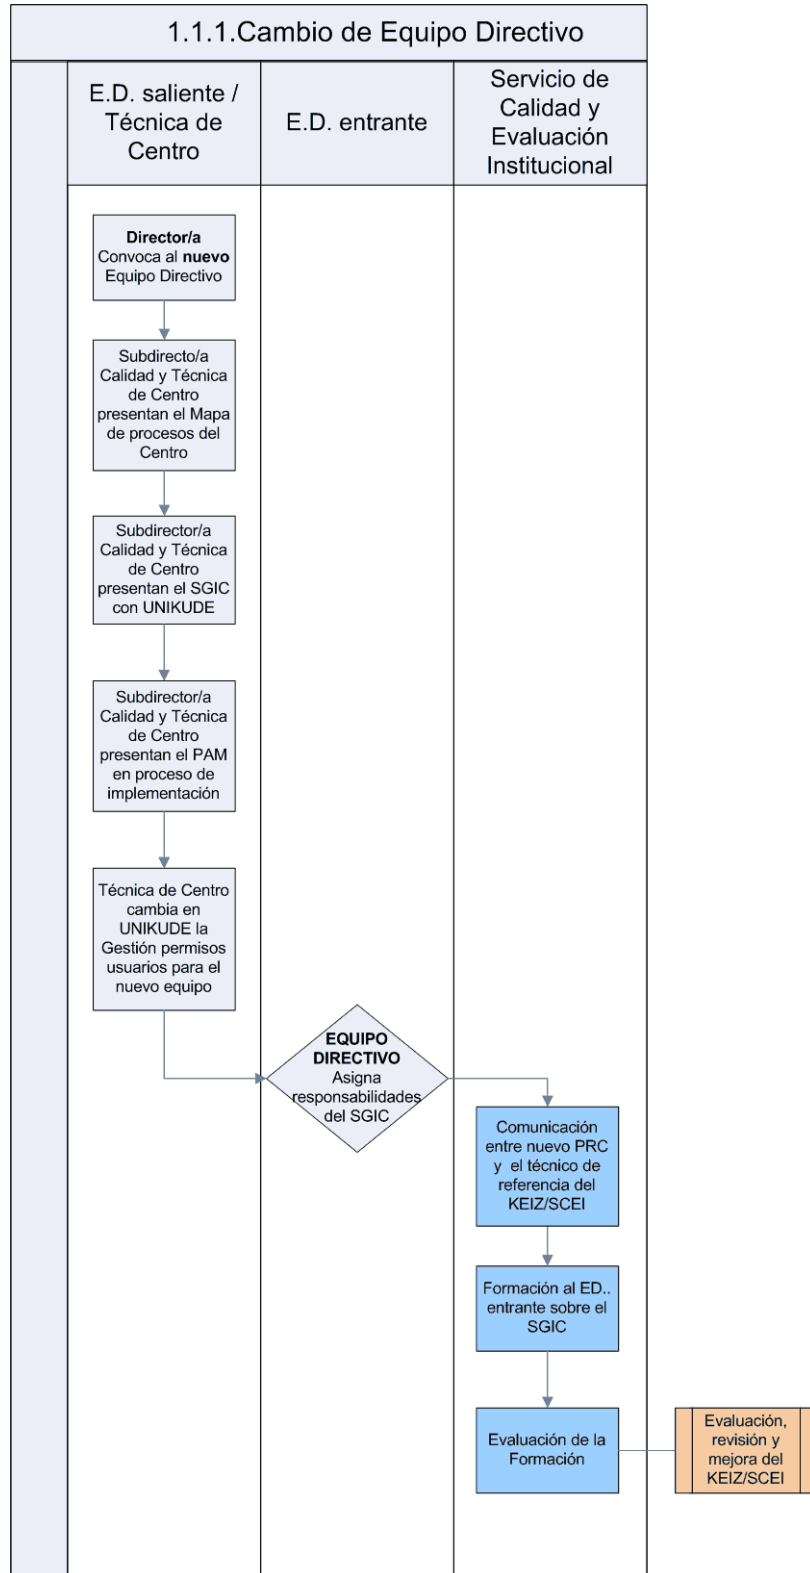 1.1.1.Cambio de Equipo Directivo
E.D. saliente /
Técnica de
Centro
E.D. entrante
Servicio de
Calidad y
Evaluación
Institucional
Director/a
Convoca al nuevo
Equipo Directivo
Subdirecto/a
Calidad y Técnica
de Centro
presentan el Mapa
de procesos del
Centro
Subdirector/a
Calidad y Técnica
de Centro
presentan el SGIC
con UNIKUDE
Subdirector/a
Calidad y Técnica
de Centro
presentan el PAM
en proceso de
implementación
Técnica de Centro
cambia en
UNIKUDE la
Gestión permisos
usuarios para el
nuevo equipo
EQUIPO
DIRECTIVO
Asigna
responsabilidades
del SGIC
Comunicación
entre nuevo PRC
y el técnico de
referencia del
KEIZ/SCEI
Formación al ED..
entrante sobre el
SGIC
Evaluación de la
Formación
Evaluación,
revisión y
mejora del
KEIZ/SCEI